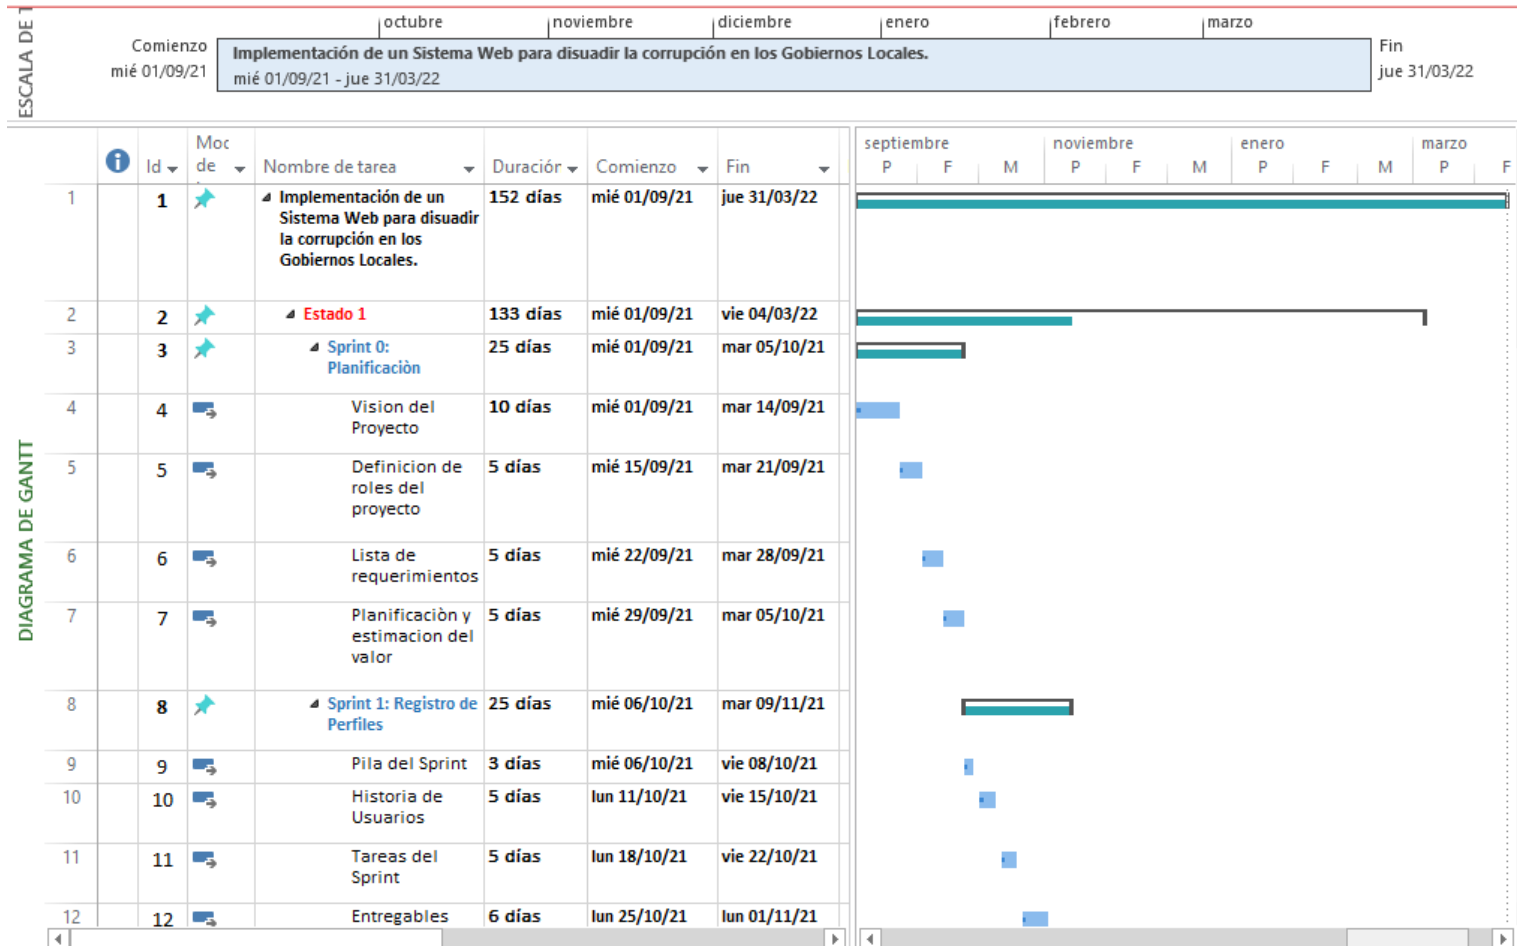 ESCALA DE T
octubre noviembre diciembre enero febrero marzo
Comienzo
mié 01/09/21
Implementación de un Sistema Web para disuadir la corrupción en los Gobiernos Locales.
mié 01/09/21 - jue 31/03/22
Fin
jue 31/03/22
DIAGRAMA DE GANTT
Id Moc de Nombre de tarea Duración Comienzo Fin
septiembre noviembre enero marzo
P F M P F M P F M P F
1 1 Implementación de un 152 días mié 01/09/21 jue 31/03/22
Sistema Web para disuadir
la corrupción en los
Gobiernos Locales.
2 2 Estado 1 133 días mié 01/09/21 vie 04/03/22
3 3 Sprint 0: 25 días mié 01/09/21 mar 05/10/21
Planificaciòn
4 4 Vision del 10 días mié 01/09/21 mar 14/09/21
Proyecto
5 5 Definicion de 5 días mié 15/09/21 mar 21/09/21
roles del
proyecto
6 6 Lista de 5 días mié 22/09/21 mar 28/09/21
requerimientos
7 7 Planificaciòn y 5 días mié 29/09/21 mar 05/10/21
estimacion del
valor
8 8 Sprint 1: Registro de 25 días mié 06/10/21 mar 09/11/21
Perfiles
9 9 Pila del Sprint 3 días mié 06/10/21 vie 08/10/21
10 10 Historia de 5 días lun 11/10/21 vie 15/10/21
Usuarios
11 11 Tareas del 5 días lun 18/10/21 vie 22/10/21
Sprint
12 12 Entregables 6 días lun 25/10/21 lun 01/11/21